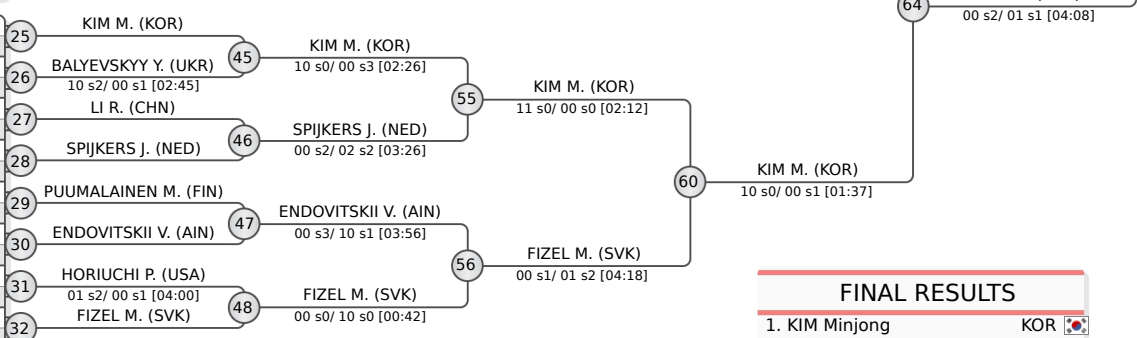 64
00 s2/ 01 s1 [04:08]
25
KIM M. (KOR)
45
KIM M. (KOR)
10 s0/ 00 s3 [02:26]
26
BALYEVSKYY Y. (UKR)
10 s2/ 00 s1 [02:45]
55
KIM M. (KOR)
11 s0/ 00 s0 [02:12]
27
LI R. (CHN)
46
SPIJKERS J. (NED)
00 s2/ 02 s2 [03:26]
28
SPIJKERS J. (NED)
60
KIM M. (KOR)
10 s0/ 00 s1 [01:37]
29
PUUMALAINEN M. (FIN)
47
ENDOVITSKII V. (AIN)
00 s3/ 10 s1 [03:56]
30
ENDOVITSKII V. (AIN)
56
FIZEL M. (SVK)
00 s1/ 01 s2 [04:18]
31
HORIUCHI P. (USA)
01 s2/ 00 s1 [04:00]
48
FIZEL M. (SVK)
00 s0/ 10 s0 [00:42]
32
FIZEL M. (SVK)
FINAL RESULTS
1. KIM Minjong KOR